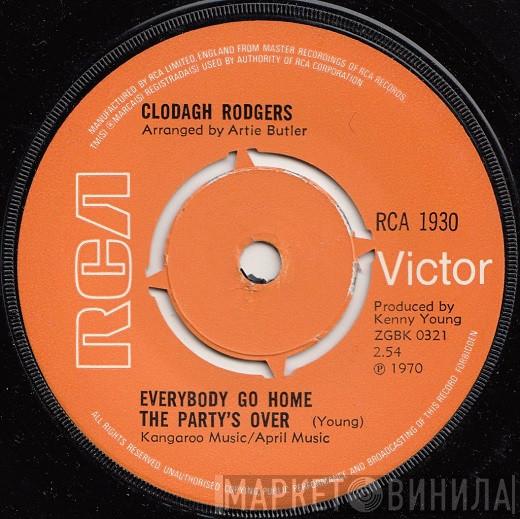 MANUFACTURED BY RCA LIMITED, ENGLAND FROM MASTER RECORDINGS OF RCA RECORDS.
TM(S) ® MARCA(S) REGISTRADA(S) USED BY AUTHORITY OF RCA CORPORATION.
CLODAGH RODGERS
Arranged by Artie Butler
RCA
RCA 1930
Victor
Produced by
Kenny Young
ZGBK 0321
2.54
℗ 1970
EVERYBODY GO HOME
THE PARTY'S OVER (Young)
Kangaroo Music/April Music
ALL RIGHTS RESERVED. UNAUTHORISED COPYING, PUBLIC PERFORMANCE AND BROADCASTING OF THIS RECORD FORBIDDEN
МАРКЕТ ВИНИЛА